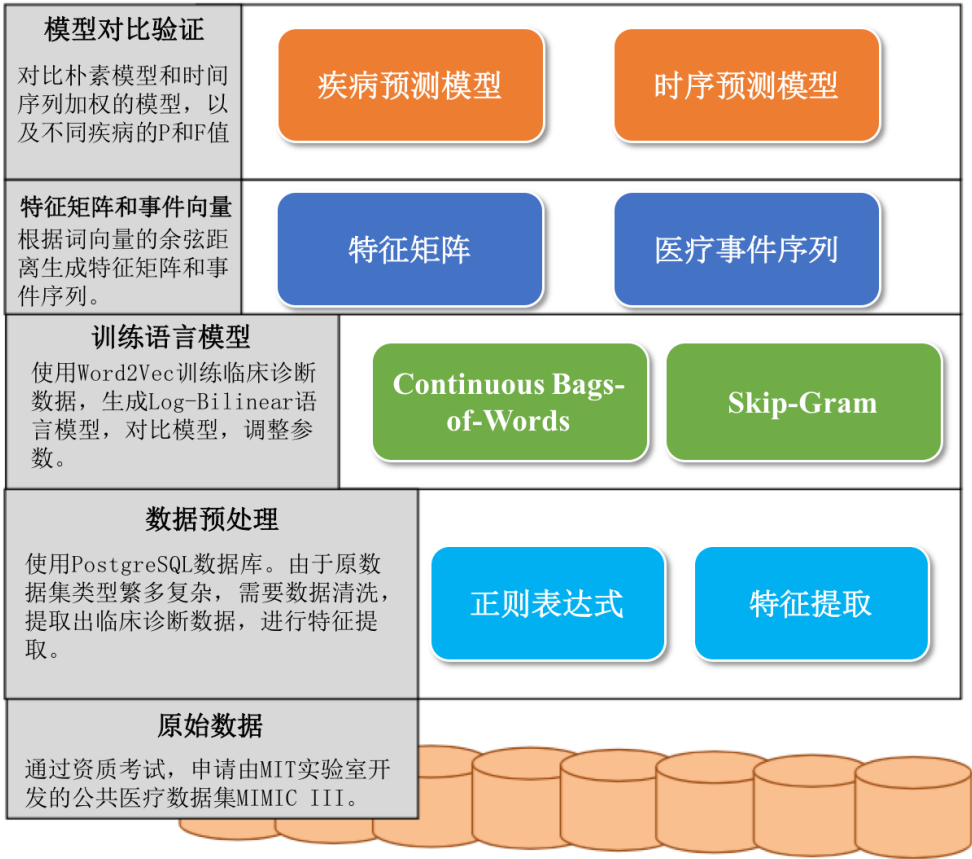 模型对比验证
对比朴素模型和时间
序列加权的模型，以
及不同疾病的P和F值
疾病预测模型
时序预测模型
特征矩阵和事件向量
根据词向量的余弦距
离生成特征矩阵和事
件序列。
特征矩阵
医疗事件序列
训练语言模型
使用Word2Vec训练临床诊断
数据，生成Log-Bilinear语
言模型，对比模型，调整参
数。
Continuous Bags-
of-Words
Skip-Gram
数据预处理
使用PostgreSQL数据库。由于原数
据集类型繁多复杂，需要数据清洗，
提取出临床诊断数据，进行特征提
取。
正则表达式
特征提取
原始数据
通过资质考试，申请由MIT实验室开
发的公共医疗数据集MIMIC III。